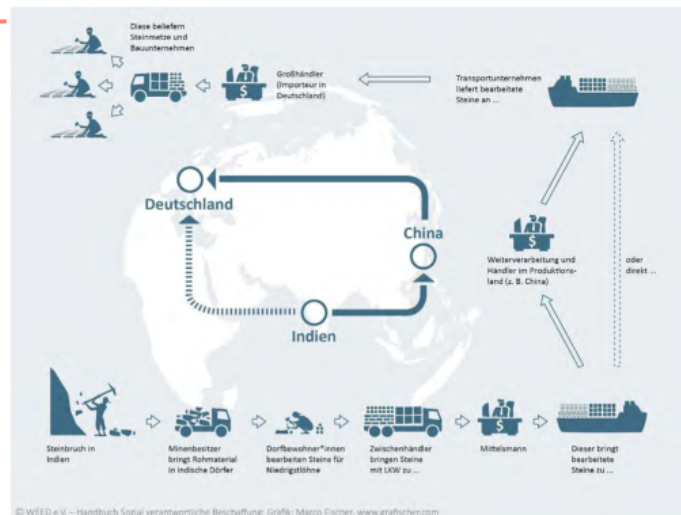 Diese beliefern
Steinmetze und
Bauunternehmen
Großhändler
(Importeur in
Deutschland)
Transportunternehmen
liefert bearbeitete
Steine an ...
Deutschland
China
Indien
Weiterverarbeitung und
Händler im Produktions-
land (z. B. China)
oder
direkt ...
Steinbruch in
Indien
Minenbesitzer
bringt Rohmaterial
in indische Dörfer
Dorfbewohner*innen
bearbeiten Steine für
Niedrigstlöhne
Zwischenhändler
bringen Steine
mit LKW zu ...
Mittelsmann
Dieser bringt
bearbeitete
Steine zu ...
© WEED e.V. – Handbuch Sozial verantwortliche Beschaffung; Grafik: Marco Fischer, www.grafischer.com